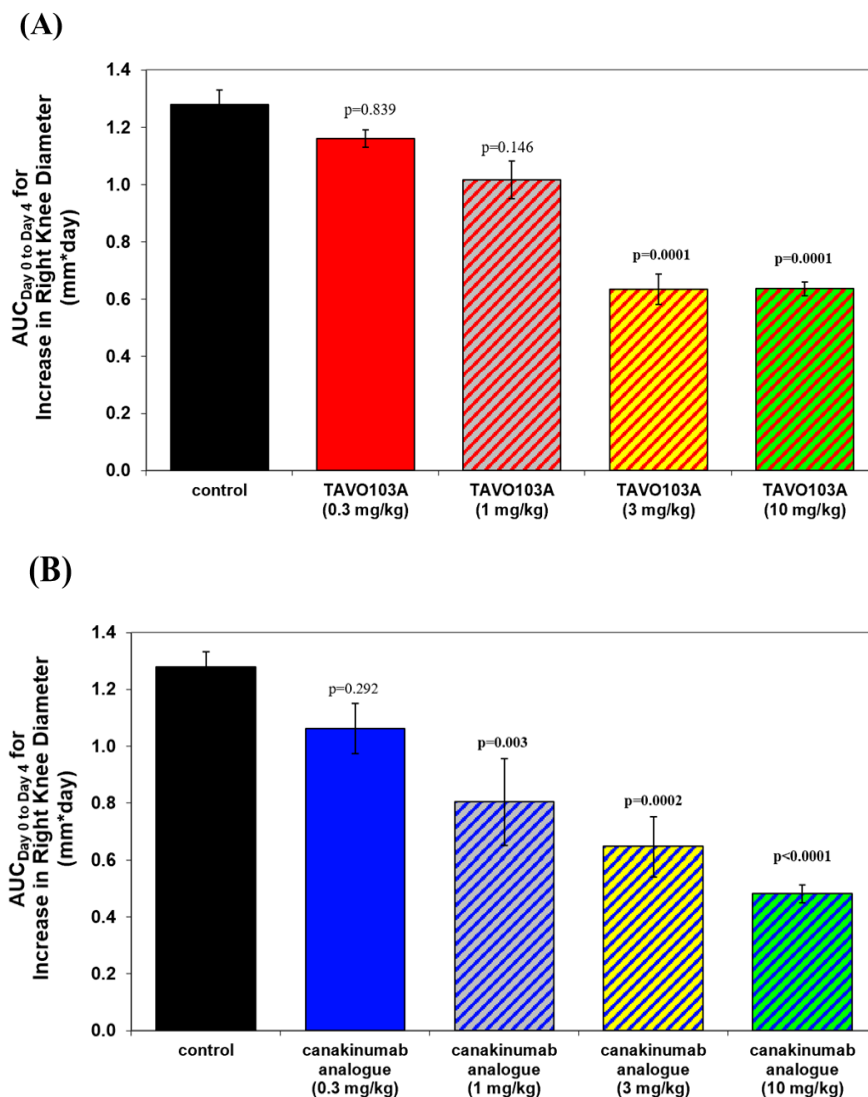 (A)
AUC Day 0 to Day 4 for
Increase in Right Knee Diameter
(mm*day)
1.4
1.2
1.0
0.8
0.6
0.4
0.2
0.0
p=0.839
p=0.146
p=0.0001
p=0.0001
control
TAVO103A
(0.3 mg/kg)
TAVO103A
(1 mg/kg)
TAVO103A
(3 mg/kg)
TAVO103A
(10 mg/kg)
(B)
AUC Day 0 to Day 4 for
Increase in Right Knee Diameter
(mm*day)
1.4
1.2
1.0
0.8
0.6
0.4
0.2
0.0
p=0.292
p=0.003
p=0.0002
p<0.0001
control
canakinumab
analogue
(0.3 mg/kg)
canakinumab
analogue
(1 mg/kg)
canakinumab
analogue
(3 mg/kg)
canakinumab
analogue
(10 mg/kg)